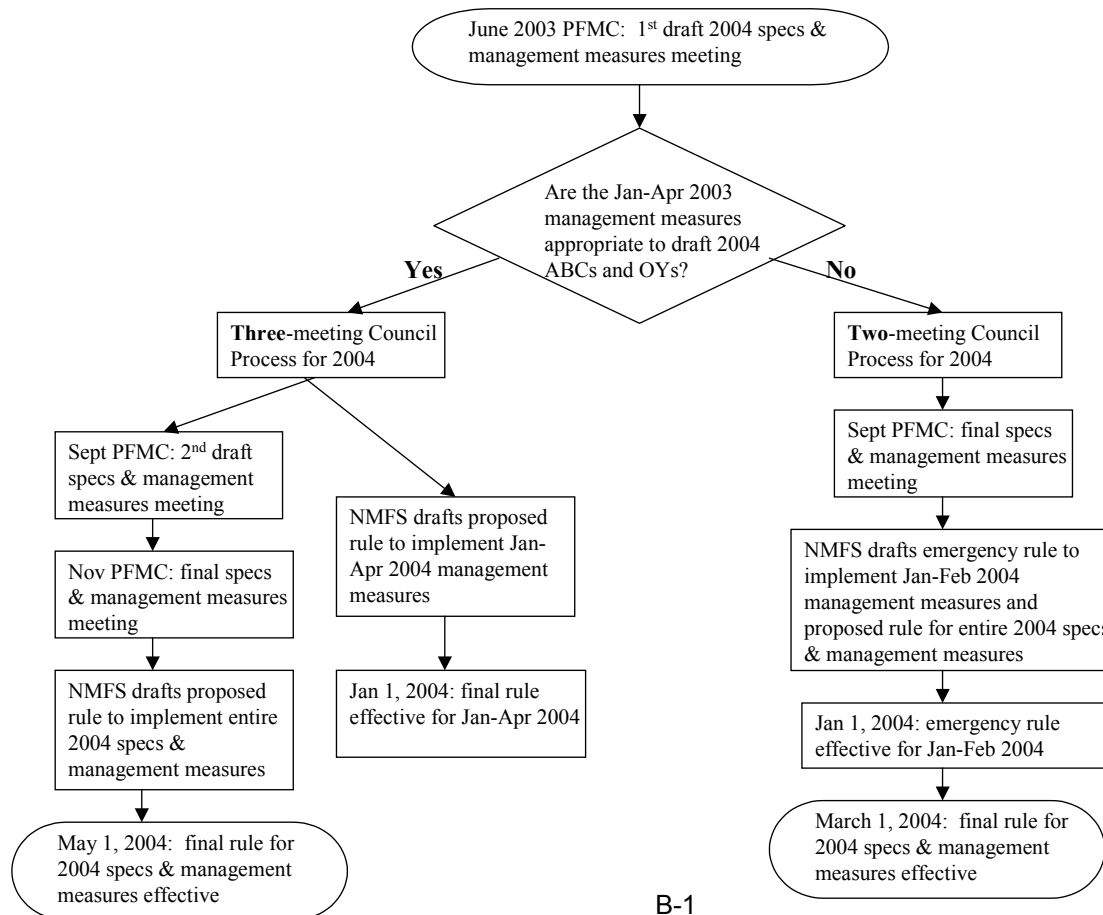 June 2003 PFMC:  1st draft 2004 specs &
management measures meeting
Are the Jan-Apr 2003
management measures
appropriate to draft 2004
ABCs and OYs?
Yes
No
Three-meeting Council
Process for 2004
Two-meeting Council
Process for 2004
Sept PFMC: 2nd draft
specs & management
measures meeting
Nov PFMC: final specs
& management measures
meeting
NMFS drafts proposed
rule to implement entire
2004 specs &
management measures
May 1, 2004:  final rule for
2004 specs & management
measures effective
NMFS drafts proposed
rule to implement Jan-
Apr 2004 management
measures
Jan 1, 2004: final rule
effective for Jan-Apr 2004
Sept PFMC: final specs
& management measures
meeting
NMFS drafts emergency rule to
implement Jan-Feb 2004
management measures and
proposed rule for entire 2004 specs
& management measures
Jan 1, 2004: emergency rule
effective for Jan-Feb 2004
March 1, 2004:  final rule for
2004 specs & management
measures effective
B-1